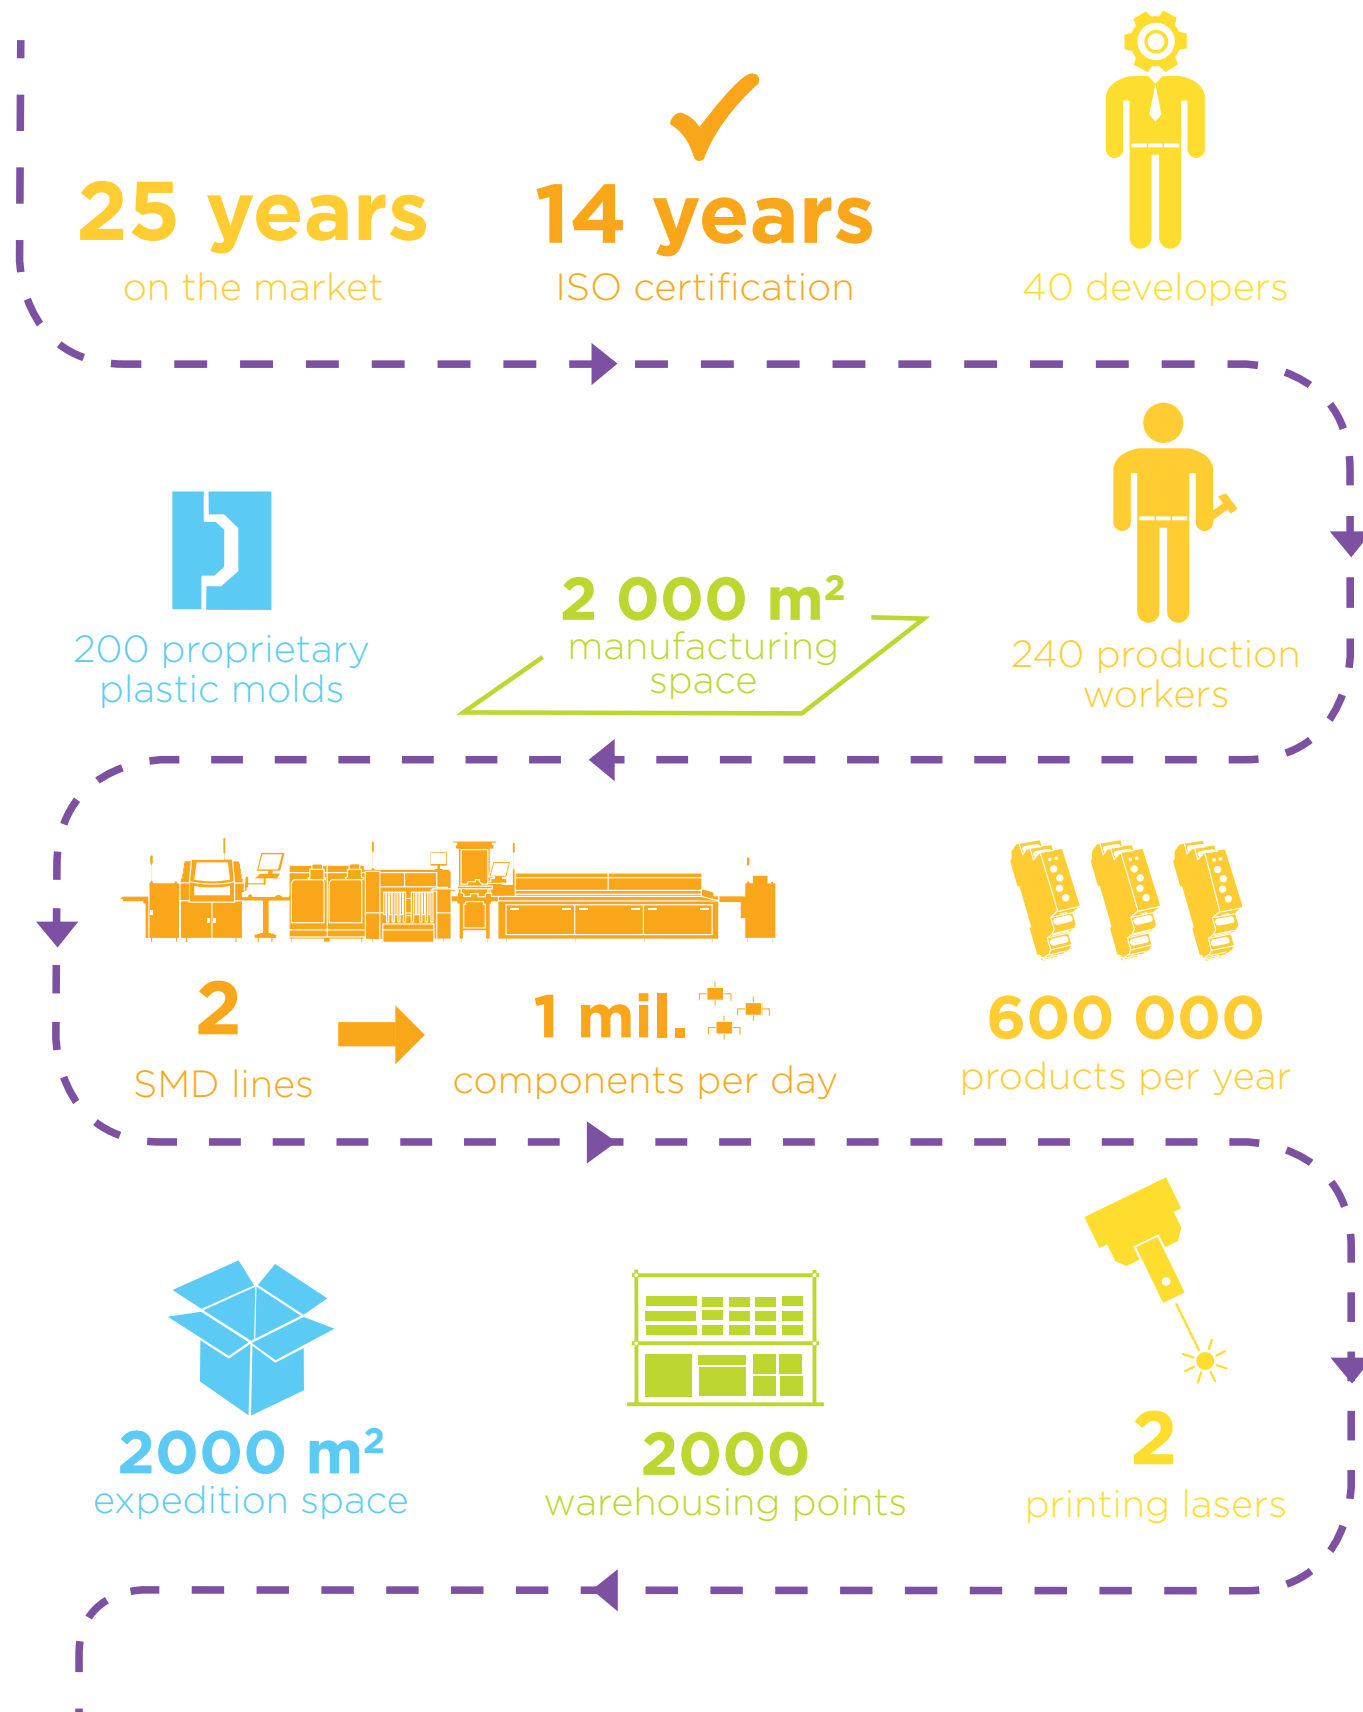 25 years
on the market
14 years
ISO certification
40 developers
200 proprietary
plastic molds
2 000 m²
manufacturing
space
240 production
workers
2
SMD lines
1 mil.
components per day
600 000
products per year
2000 m²
expedition space
2000
warehousing points
2
printing lasers